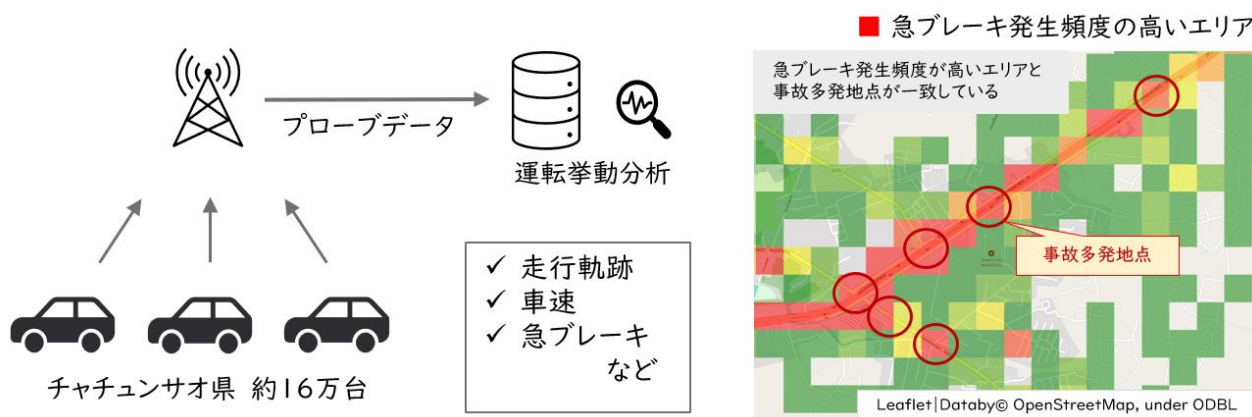 プローブデータ
運転挙動分析
✓ 走行軌跡
✓ 車速
✓ 急ブレーキ
など
チャチュンサオ県 約16万台
■ 急ブレーキ発生頻度の高いエリア
急ブレーキ発生頻度が高いエリアと
事故多発地点が一致している
事故多発地点
Leaflet|Databy© OpenStreetMap, under ODBL